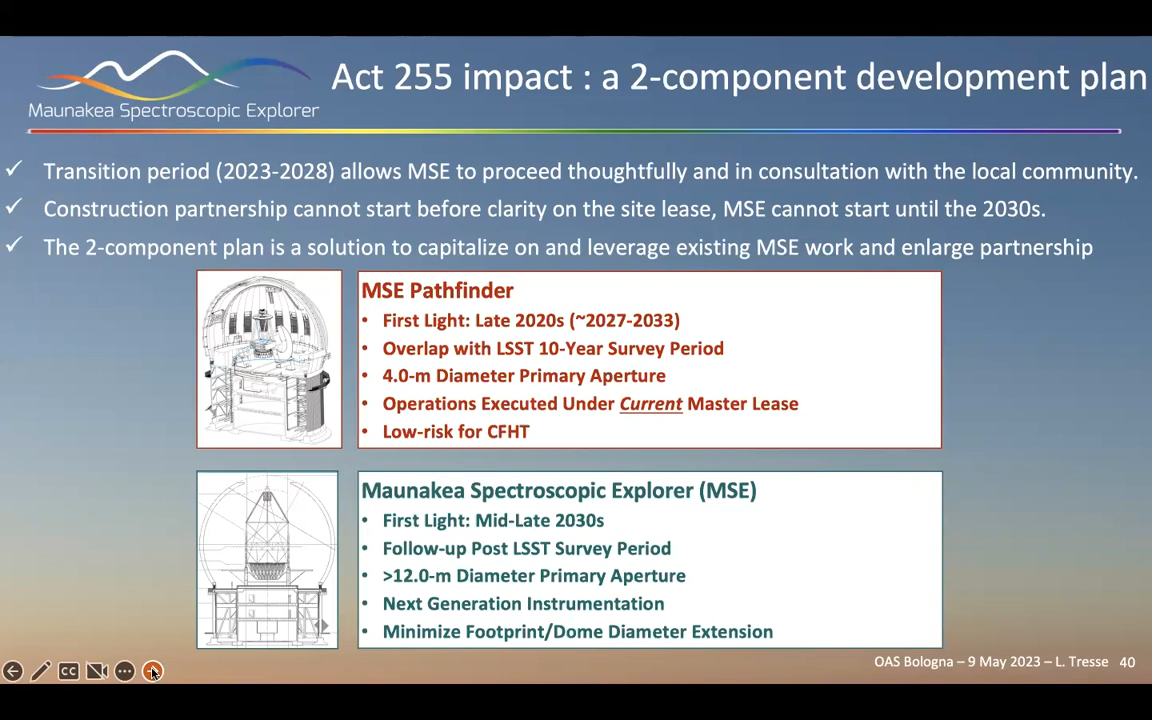 Act 255 impact : a 2-component development plan
Maunakea Spectroscopic Explorer
✓ Transition period (2023-2028) allows MSE to proceed thoughtfully and in consultation with the local community.
✓ Construction partnership cannot start before clarity on the site lease, MSE cannot start until the 2030s.
✓ The 2-component plan is a solution to capitalize on and leverage existing MSE work and enlarge partnership
MSE Pathfinder
• First Light: Late 2020s (~2027-2033)
• Overlap with LSST 10-Year Survey Period
• 4.0-m Diameter Primary Aperture
• Operations Executed Under Current Master Lease
• Low-risk for CFHT
Maunakea Spectroscopic Explorer (MSE)
• First Light: Mid-Late 2030s
• Follow-up Post LSST Survey Period
• >12.0-m Diameter Primary Aperture
• Next Generation Instrumentation
• Minimize Footprint/Dome Diameter Extension
OAS Bologna – 9 May 2023 – L. Tresse 40
CC